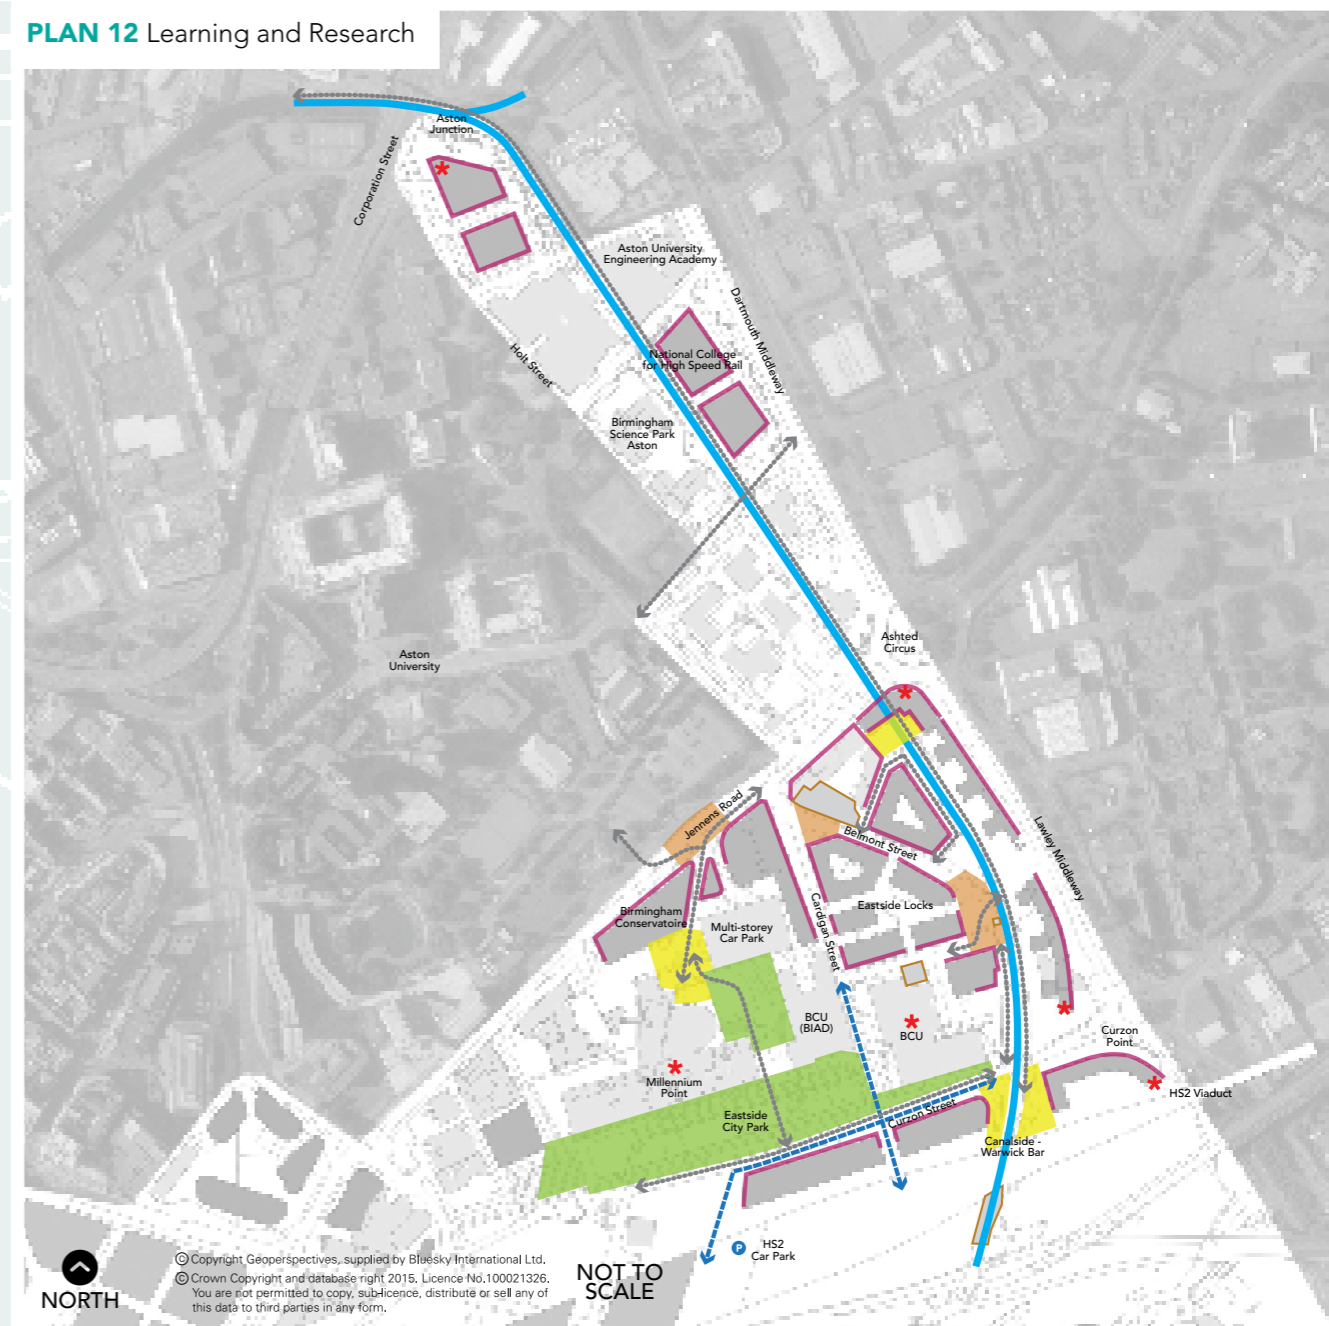 PLAN 12 Learning and Research
Aston
Junction
Corporation Street
Aston University
Engineering Academy
Dartmouth Middleway
National College
for High Speed Rail
Holt Street
Birmingham
Science Park
Aston
Ashted
Circus
Aston
University
Jennens Road
Belmont Street
Lawley Middleway
Cardigan Street
Eastside Locks
Birmingham
Conservatoire
Multi-storey
Car Park
BCU
(BIAD)
BCU
Curzon
Point
Millennium
Point
HS2 Viaduct
Eastside
City Park
Curzon Street
Canalside -
Warwick Bar
P
HS2
Car Park
NORTH
© Copyright Geoperspectives, supplied by Bluesky International Ltd.
© Crown Copyright and database right 2015. Licence No.100021326.
You are not permitted to copy, sub-licence, distribute or sell any of
this data to third parties in any form.
NOT TO
SCALE